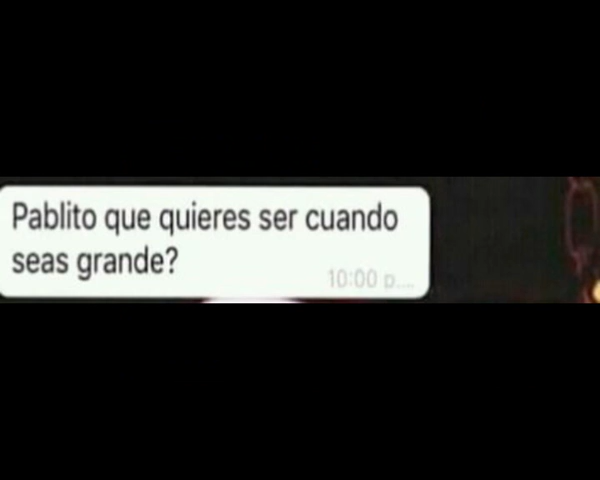 Pablito que quieres ser cuando
seas grande?
10:00 p....